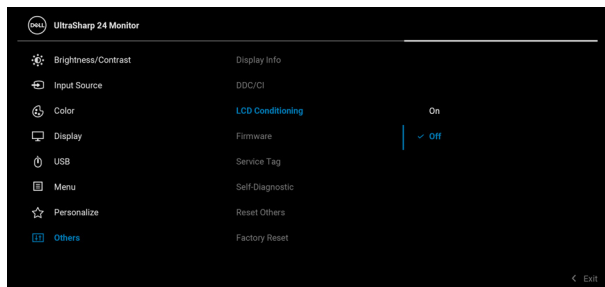 DELL UltraSharp 24 Monitor
Brightness/Contrast Display Info
Input Source DDC/CI
Color LCD Conditioning On
Display Firmware ✓ Off
USB Service Tag
Menu Self-Diagnostic
Personalize Reset Others
Others Factory Reset
< Exit